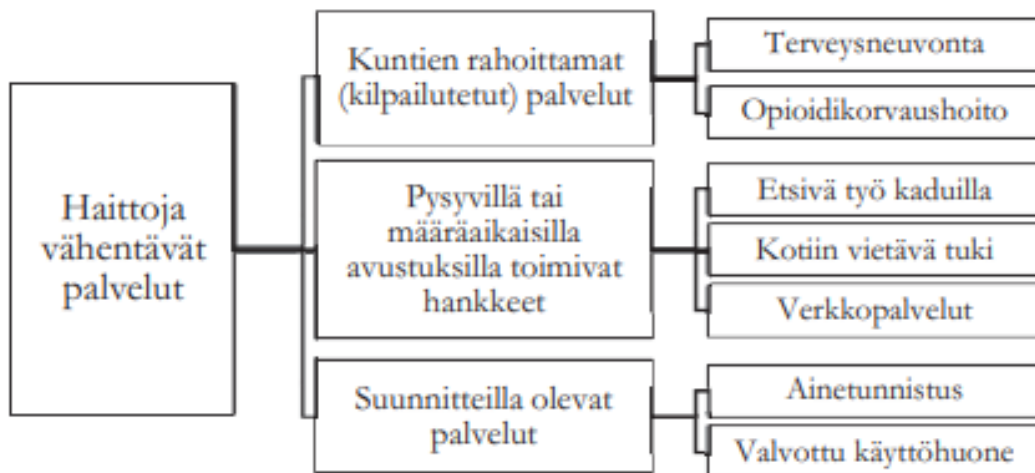 Haittoja
vähentävät
palvelut
Kuntien rahoittamat
(kilpailutetut) palvelut
Terveysneuvonta
Opioidikorvaushoito
Pysyvillä tai
määräaikaisilla
avustuksilla toimivat
hankkeet
Etsivä työ kaduilla
Kotiin vietävä tuki
Verkkopalvelut
Suunnitteilla olevat
palvelut
Ainetunnistus
Valvottu käyttöhuone